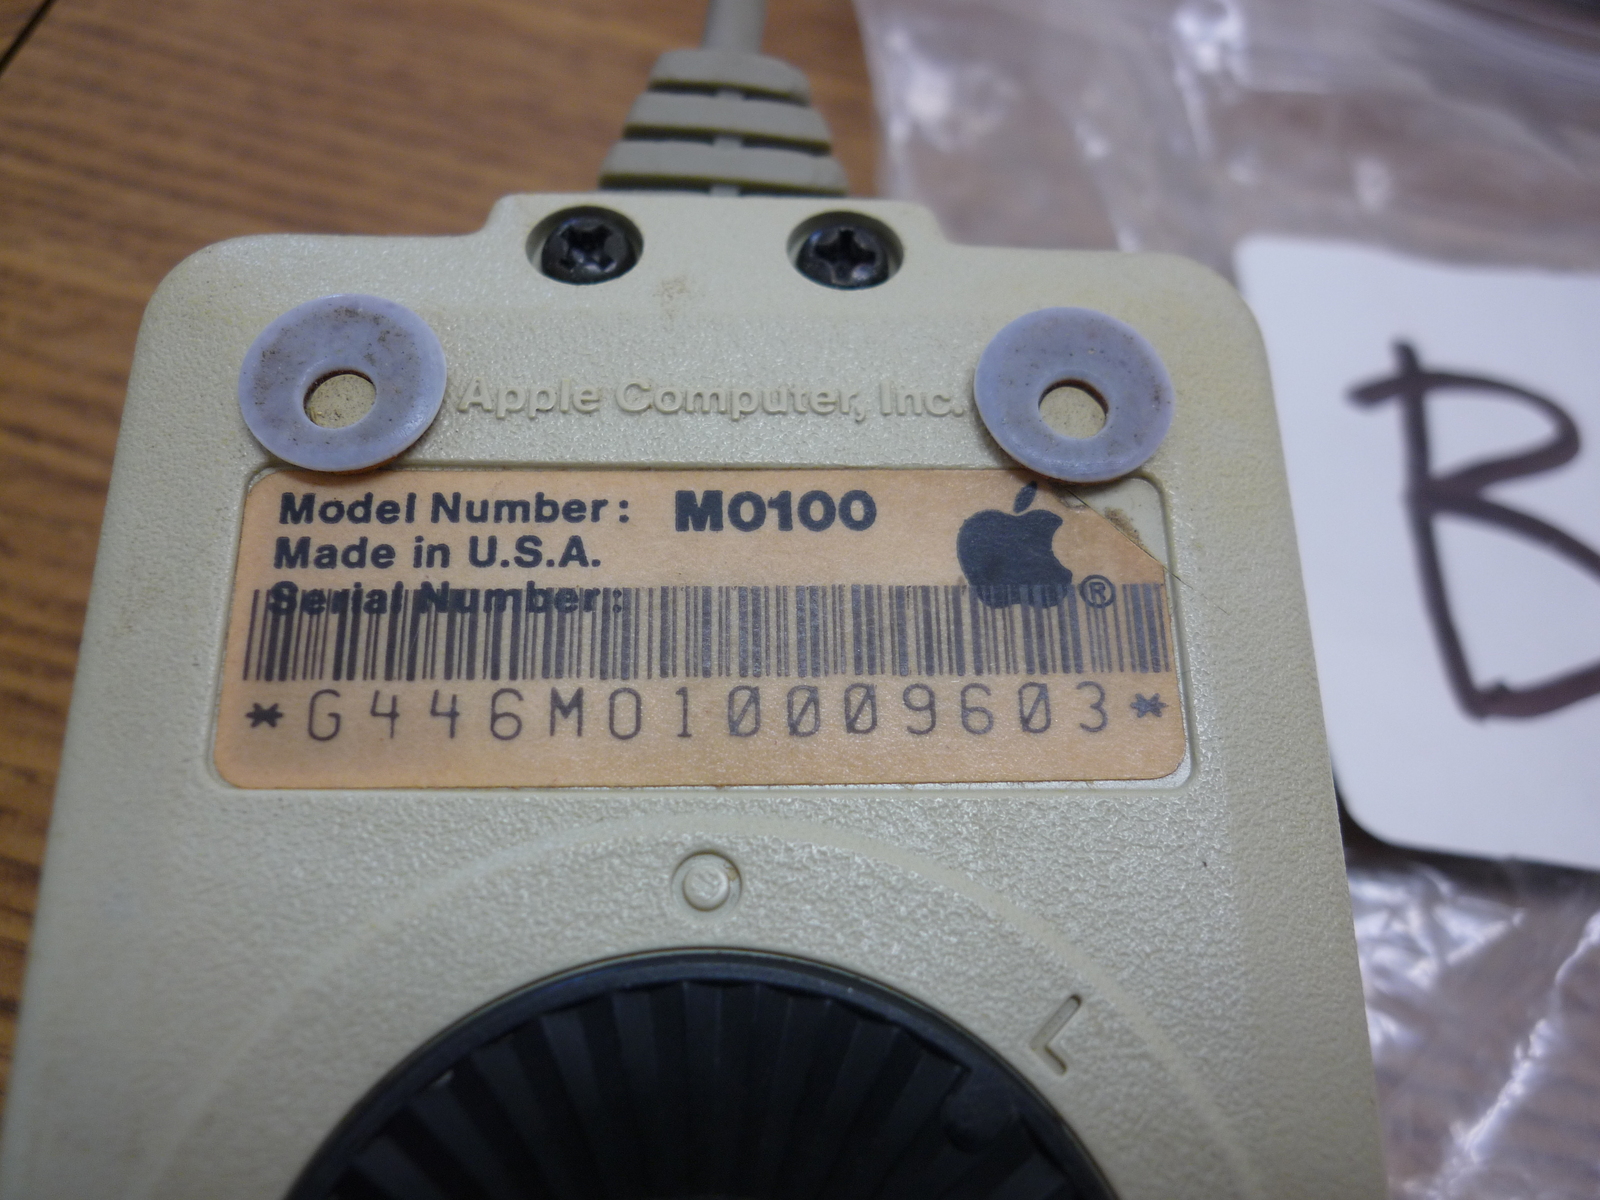 Apple Computer, Inc.
Model Number: M0100
Made in U.S.A.
Serial Number:
®
*G446M0100009603*
O
L
B